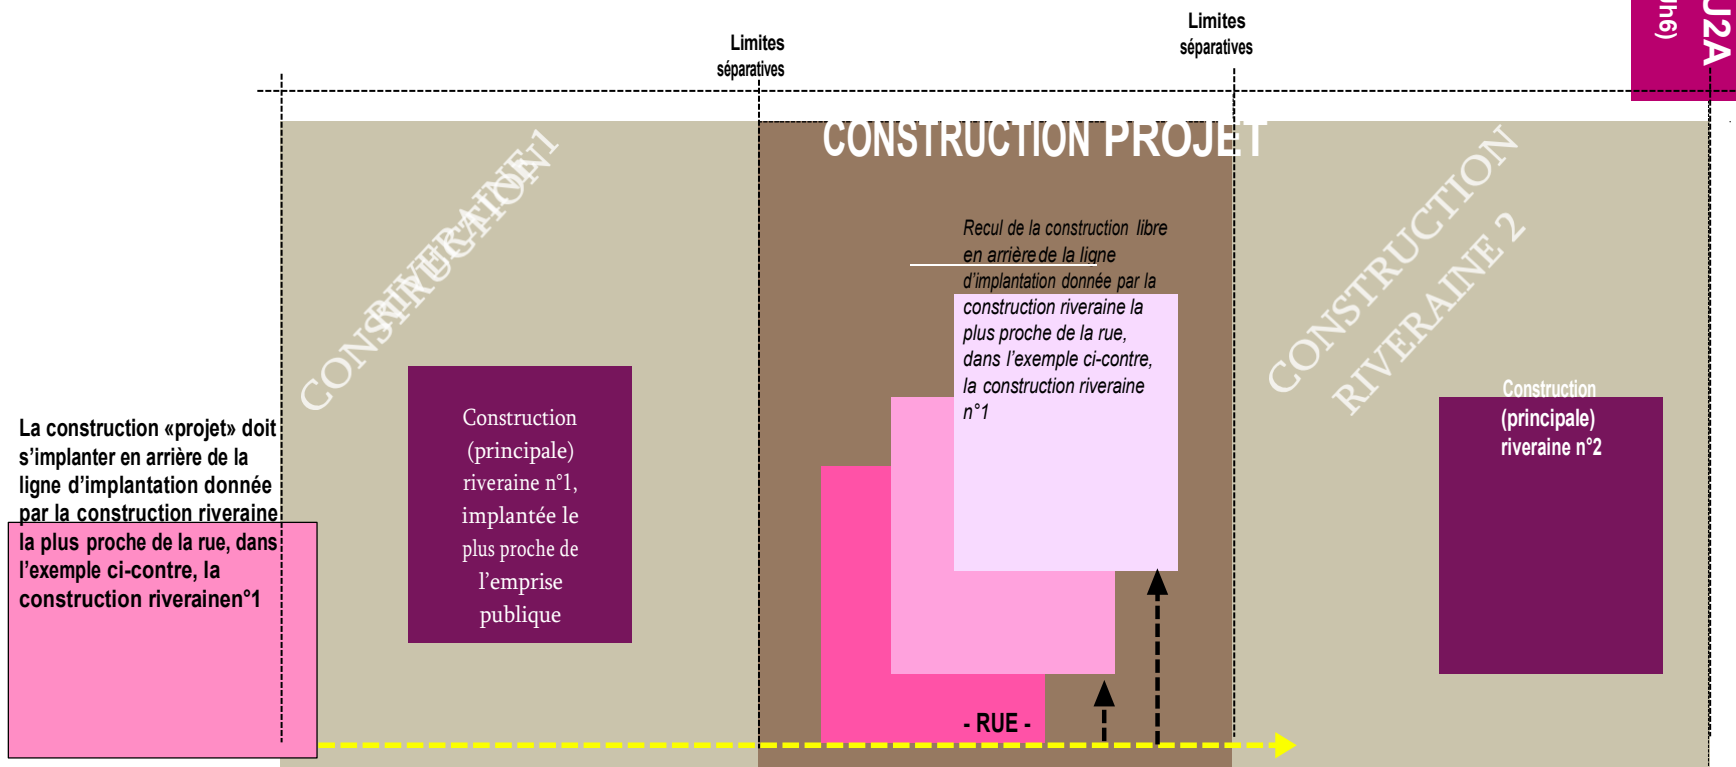 U2A
Jh6)
Limites
séparatives
Limites
séparatives
CONSTRUCTION PROJET
CONSTRUCTION
RIVERAINE 1
CONSTRUCTION
RIVERAINE 2
Recul de la construction libre
en arrière de la ligne
d’implantation donnée par la
construction riveraine la
plus proche de la rue,
dans l’exemple ci-contre,
la construction riveraine
n°1
Construction
(principale)
riveraine n°1,
implantée le
plus proche de
l’emprise
publique
Construction
(principale)
riveraine n°2
La construction «projet» doit
s’implanter en arrière de la
ligne d’implantation donnée
par la construction riveraine
la plus proche de la rue, dans
l’exemple ci-contre, la
construction riverainen°1
- RUE -